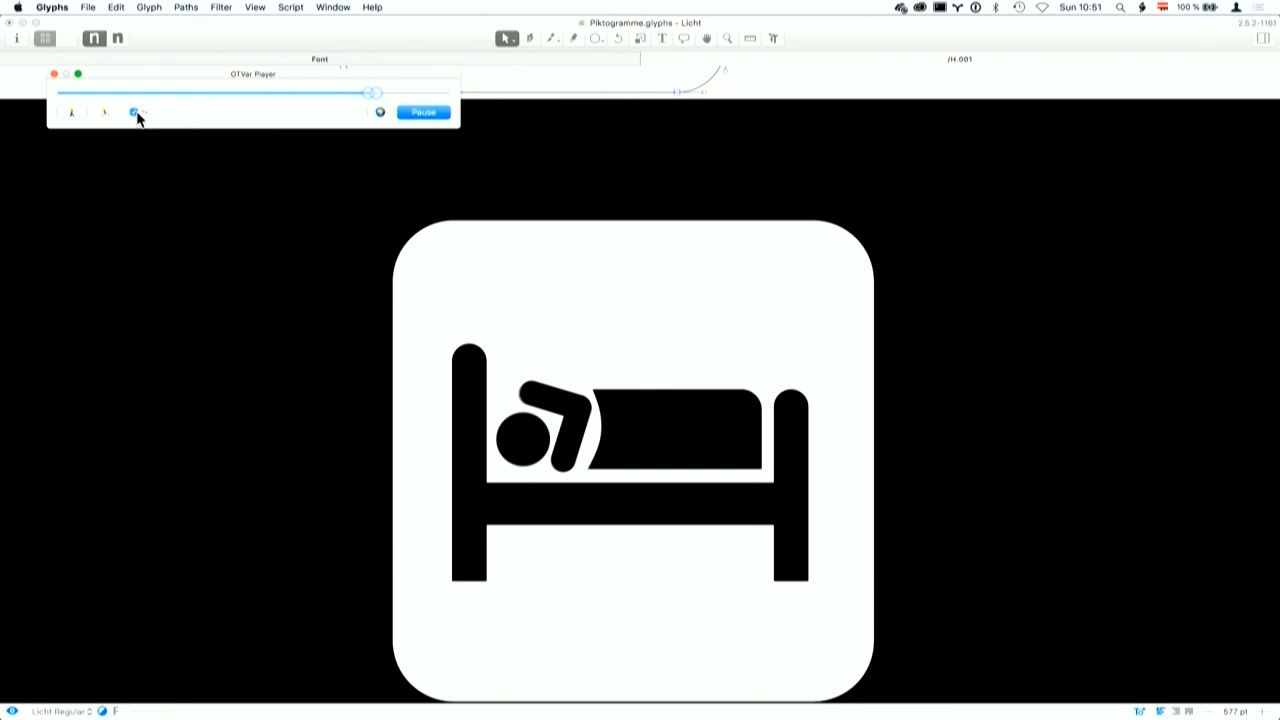 Glyphs File Edit Glyph Paths Filter View Script Window Help Sun 10:51 100 %
Piktogramme.glyphs - Licht
2.5.2-1161
i n n T
Font /H.001
OTVar Player
Pause
Licht Regular F 577 pt